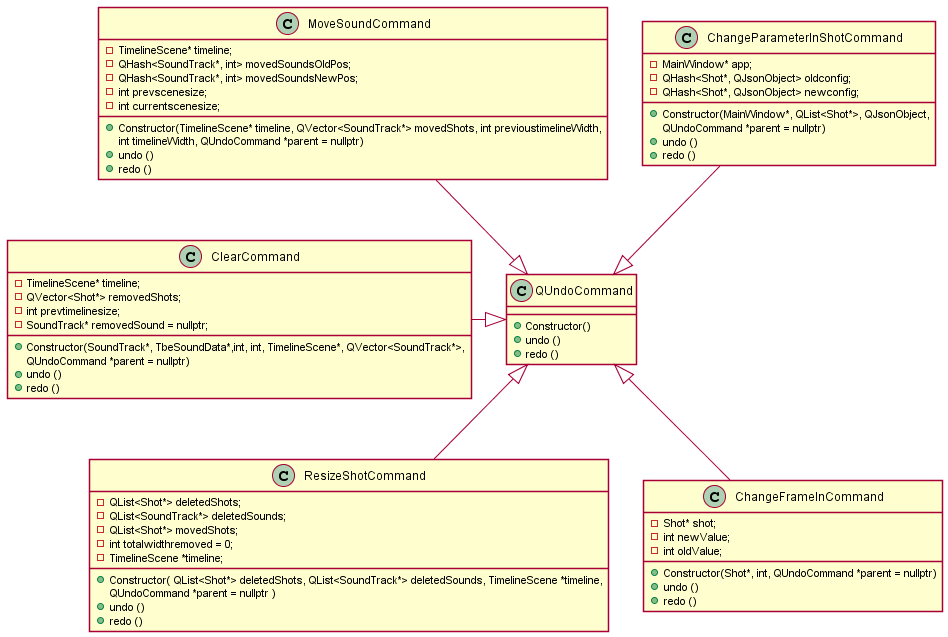 C MoveSoundCommand
TimelineScene* timeline;
QHash<SoundTrack*, int> movedSoundsOldPos;
QHash<SoundTrack*, int> movedSoundsNewPos;
int prevscenesize;
int currentscenesize;
Constructor(TimelineScene* timeline, QVector<SoundTrack*> movedShots, int previoustimelineWidth,
int timelineWidth, QUndoCommand *parent = nullptr)
undo ()
redo ()
C ChangeParameterInShotCommand
MainWindow* app;
QHash<Shot*, QJsonObject> oldconfig;
QHash<Shot*, QJsonObject> newconfig;
Constructor(MainWindow*, QList<Shot*>, QJsonObject,
QUndoCommand *parent = nullptr)
undo ()
redo ()
C ClearCommand
TimelineScene* timeline;
QVector<Shot*> removedShots;
int prevtimelinesize;
SoundTrack* removedSound = nullptr;
Constructor(SoundTrack*, TbeSoundData*,int, int, TimelineScene*, QVector<SoundTrack*>,
QUndoCommand *parent = nullptr)
undo ()
redo ()
C QUndoCommand
Constructor()
undo ()
redo ()
C ResizeShotCommand
QList<Shot*> deletedShots;
QList<SoundTrack*> deletedSounds;
QList<Shot*> movedShots;
int totalwidthremoved = 0;
TimelineScene *timeline;
Constructor( QList<Shot*> deletedShots, QList<SoundTrack*> deletedSounds, TimelineScene *timeline,
QUndoCommand *parent = nullptr )
undo ()
redo ()
C ChangeFrameInCommand
Shot* shot;
int newValue;
int oldValue;
Constructor(Shot*, int, QUndoCommand *parent = nullptr)
undo ()
redo ()